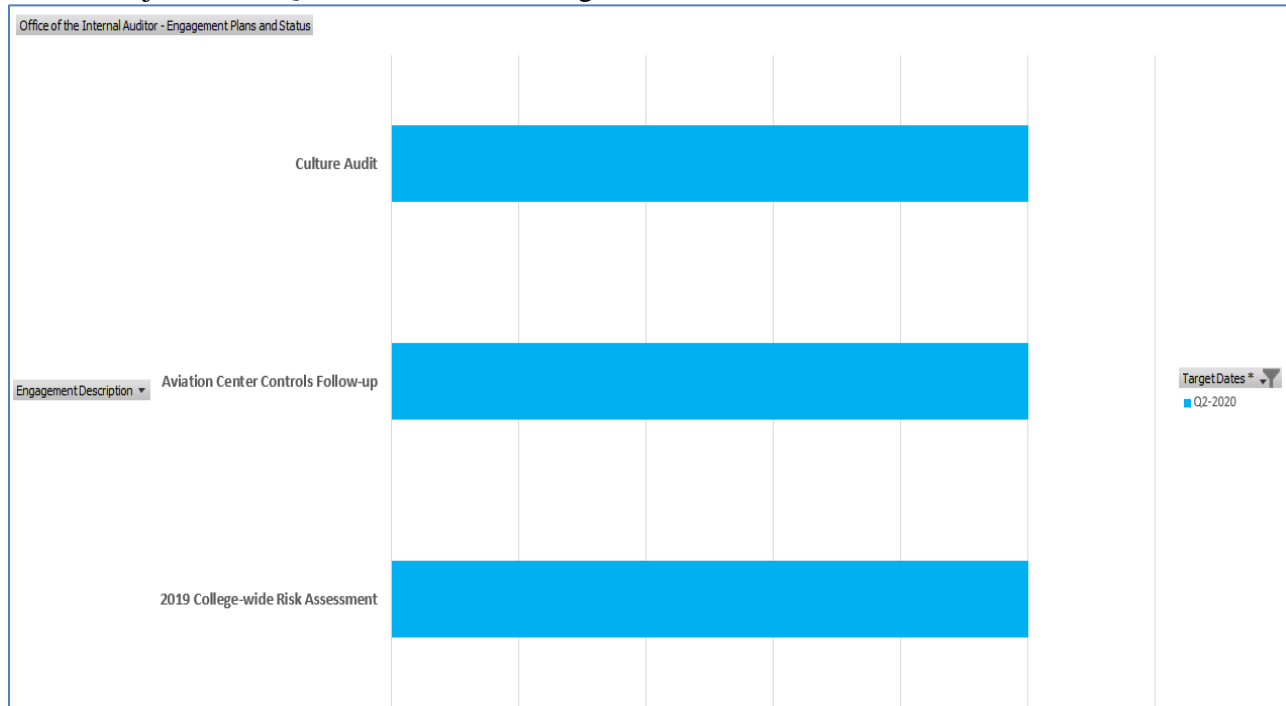 Office of the Internal Auditor - Engagement Plans and Status
Culture Audit
Engagement Description
Aviation Center Controls Follow-up
Target Dates *
Q2-2020
2019 College-wide Risk Assessment